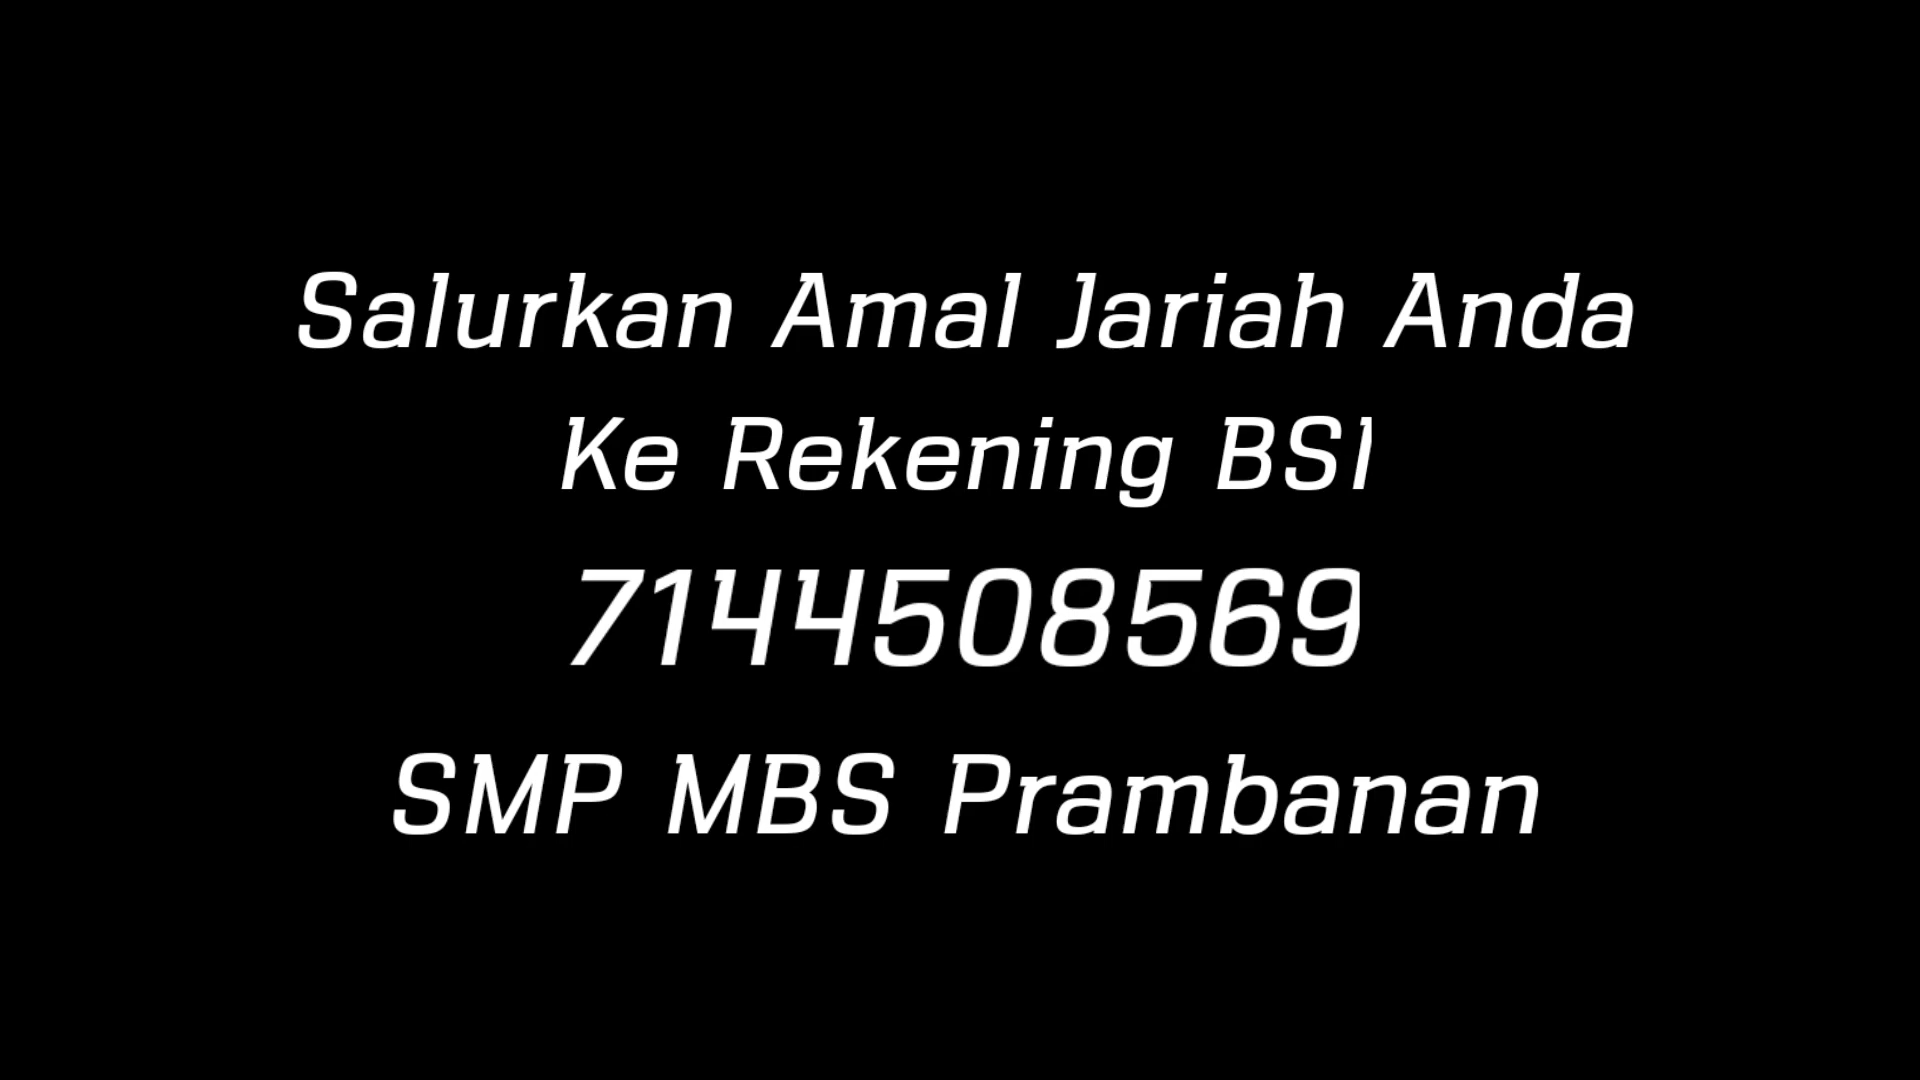 Salurkan Amal Jariah Anda
Ke Rekening BSI
7144508569
SMP MBS Prambanan